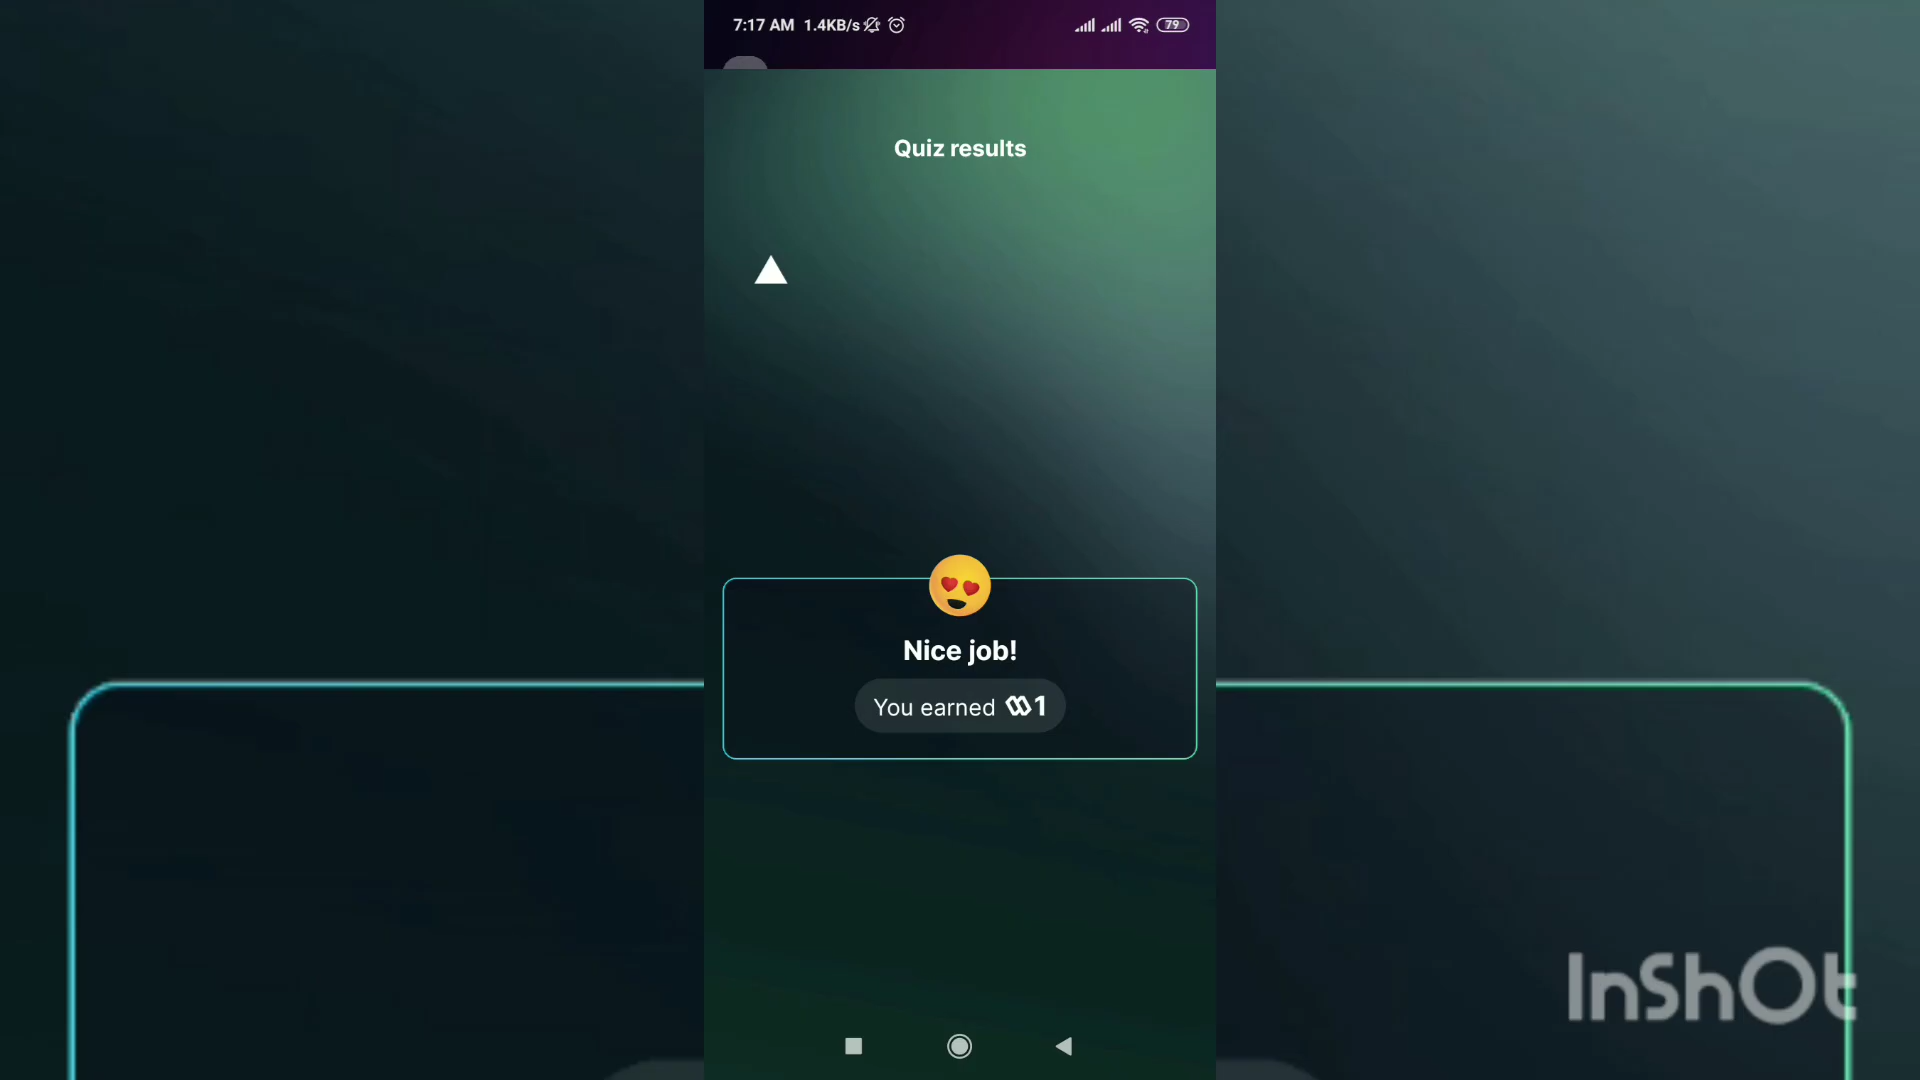 7:17 AM 1.4KB/s 79
Quiz results
Nice job!
You earned 1
InShOt